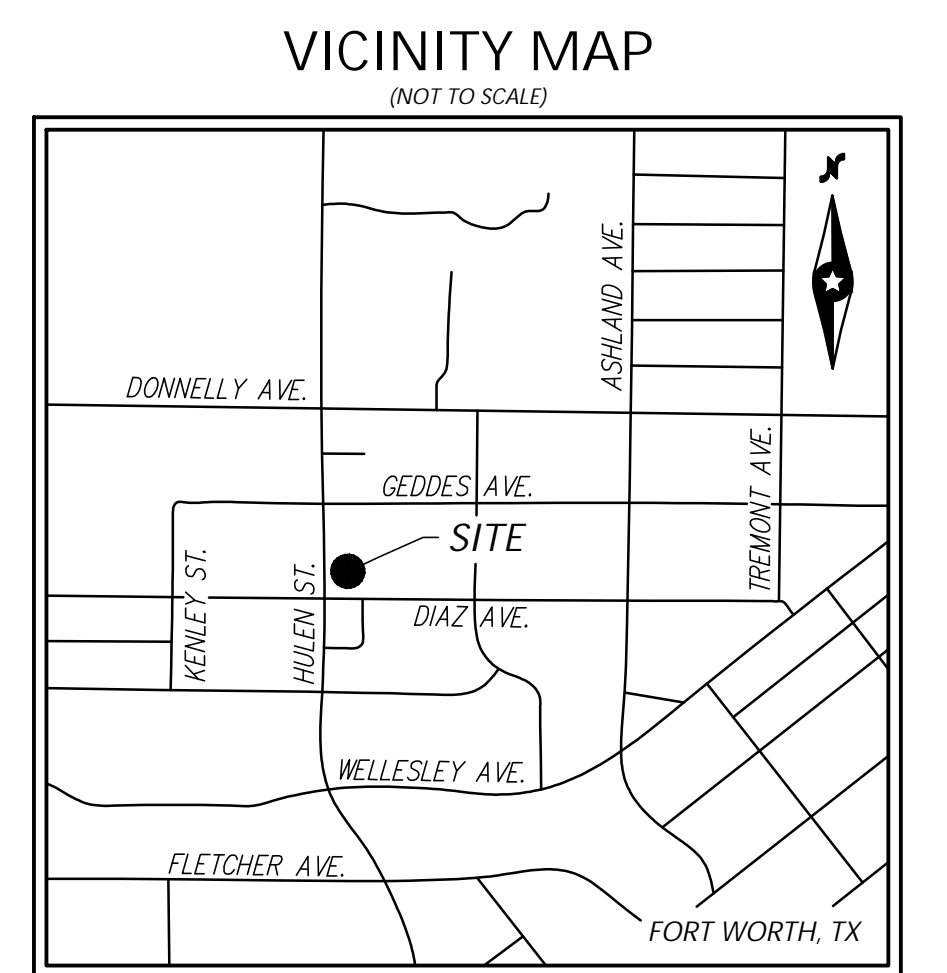 VICINITY MAP
(NOT TO SCALE)
N
ASHLAND AVE.
DONNELLY AVE.
TREMONT AVE.
GEDDES AVE.
SITE
KENLEY ST.
HULEN ST.
DIAZ AVE.
WELLESLEY AVE.
FLETCHER AVE.
FORT WORTH, TX